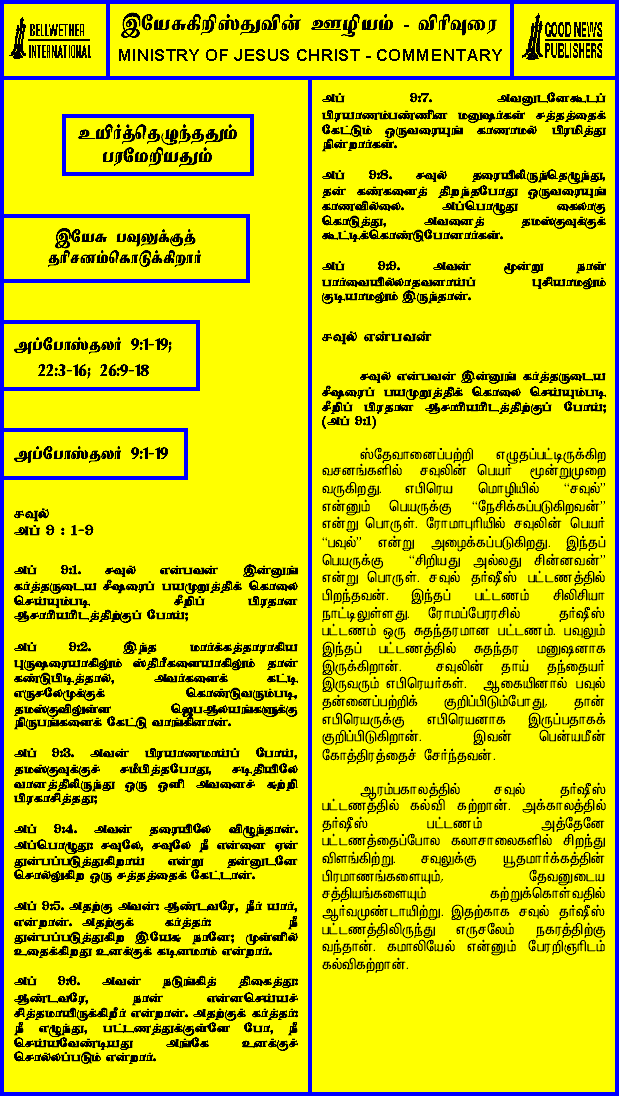 BELLWETHER
INTERNATIONAL
இயேசுகிறிஸ்துவின் ஊழியம் - விரிவுரை
MINISTRY OF JESUS CHRIST - COMMENTARY
GOOD NEWS
PUBLISHERS
உயிர்த்தெழுந்ததும்
பரமேறியதும்
இயேசு பவுலுக்குத்
தரிசனம்கொடுக்கிறார்
அப்போஸ்தலர் 9:1-19;
22:3-16; 26:9-18
அப்போஸ்தலர் 9:1-19
சவுல்
அப் 9 : 1-9
அப் 9:1. சவுல் என்பவன் இன்னுங்
கர்த்தருடைய சீஷரைப் பயமுறுத்திக் கொலை
செய்யும்படி சீறிப் பிரதான
ஆசாரியரிடத்திற்குப் போய்;
அப் 9:2. இந்த மார்க்கத்தாராகிய
புருஷரையாகிலும் ஸ்திரீகளையாகிலும் தான்
கண்டுபிடித்தால், அவர்களைக் கட்டி
எருசலேமுக்குக் கொண்டுவரும்படி,
தமஸ்குவிலுள்ள ஜெபஆலயங்களுக்கு
நிருபங்களைக் கேட்டு வாங்கினான்.
அப் 9:3. அவன் பிரயாணமாய்ப் போய்,
தமஸ்குவுக்குச் சமீபித்தபோது, சடிதியிலே
வானத்திலிருந்து ஒரு ஒளி அவனைச் சுற்றி
பிரகாசித்தது;
அப் 9:4. அவன் தரையிலே விழுந்தான்.
அப்பொழுது: சவுலே, சவுலே நீ என்னை ஏன்
துன்பப்படுத்துகிறாய் என்று தன்னுடனே
சொல்லுகிற ஒரு சத்தத்தைக் கேட்டான்.
அப் 9:5. அதற்கு அவன்: ஆண்டவரே, நீர் யார்,
என்றான். அதற்குக் கர்த்தர்: நீ
துன்பப்படுத்துகிற இயேசு நானே; முள்ளில்
உதைக்கிறது உனக்குக் கடினமாம் என்றார்.
அப் 9:6. அவன் நடுங்கித் திகைத்து:
ஆண்டவரே, நான் என்னசெய்யச்
சித்தமாயிருக்கிறீர் என்றான். அதற்குக் கர்த்தர்:
நீ எழுந்து, பட்டணத்துக்குள்ளே போ, நீ
செய்யவேண்டியது அங்கே உனக்குச்
சொல்லப்படும் என்றார்.
அப் 9:7. அவனுடனேகூடப்
பிரயாணம்பண்ணின மனுஷர்கள் சத்தத்தைக்
கேட்டும் ஒருவரையுங் காணாமல் பிரமித்து
நின்றார்கள்.
அப் 9:8. சவுல் தரையிலிருந்தெழுந்து,
தன் கண்களைத் திறந்தபோது ஒருவரையுங்
காணவில்லை. அப்பொழுது கைலாகு
கொடுத்து, அவனைத் தமஸ்குவுக்குக்
கூட்டிக்கொண்டுபோனார்கள்.
அப் 9:9. அவன் மூன்று நாள்
பார்வையில்லாதவனாய்ப் புசியாமலும்
குடியாமலும் இருந்தான்.
சவுல் என்பவன்
சவுல் என்பவன் இன்னுங் கர்த்தருடைய
சீஷரைப் பயமுறுத்திக் கொலை செய்யும்படி
சீறிப் பிரதான ஆசாரியரிடத்திற்குப் போய்;
(அப் 9:1)
ஸ்தேவானைப்பற்றி எழுதப்பட்டிருக்கிற
வசனங்களில் சவுலின் பெயர் மூன்றுமுறை
வருகிறது. எபிரெய மொழியில் "சவுல்"
என்னும் பெயருக்கு "நேசிக்கப்படுகிறவன்"
என்று பொருள். ரோமாபுரியில் சவுலின் பெயர்
"பவுல்" என்று அழைக்கப்படுகிறது. இந்தப்
பெயருக்கு "சிறியது அல்லது சின்னவன்"
என்று பொருள். சவுல் தர்ஷீஸ் பட்டணத்தில்
பிறந்தவன். இந்தப் பட்டணம் சிலிசியா
நாட்டிலுள்ளது. ரோமப்பேரரசில் தர்ஷீஸ்
பட்டணம் ஒரு சுதந்தரமான பட்டணம். பவுலும்
இந்தப் பட்டணத்தில் சுதந்தர மனுஷனாக
இருக்கிறான். சவுலின் தாய் தந்தையர்
இருவரும் எபிரெயர்கள். ஆகையினால் பவுல்
தன்னைப்பற்றிக் குறிப்பிடும்போது, தான்
எபிரெயருக்கு எபிரெயனாக இருப்பதாகக்
குறிப்பிடுகிறான். இவன் பென்யமீன்
கோத்திரத்தைச் சேர்ந்தவன்.
ஆரம்பகாலத்தில் சவுல் தர்ஷீஸ்
பட்டணத்தில் கல்வி கற்றான். அக்காலத்தில்
தர்ஷீஸ் பட்டணம் அத்தேனே
பட்டணத்தைப்போல கலாசாலைகளில் சிறந்து
விளங்கிற்று. சவுலுக்கு யூதமார்க்கத்தின்
பிரமாணங்களையும், தேவனுடைய
சத்தியங்களையும் கற்றுக்கொள்வதில்
ஆர்வமுண்டாயிற்று. இதற்காக சவுல் தர்ஷீஸ்
பட்டணத்திலிருந்து எருசலேம் நகரத்திற்கு
வந்தான். கமாலியேல் என்னும் பேரறிஞரிடம்
கல்விகற்றான்.